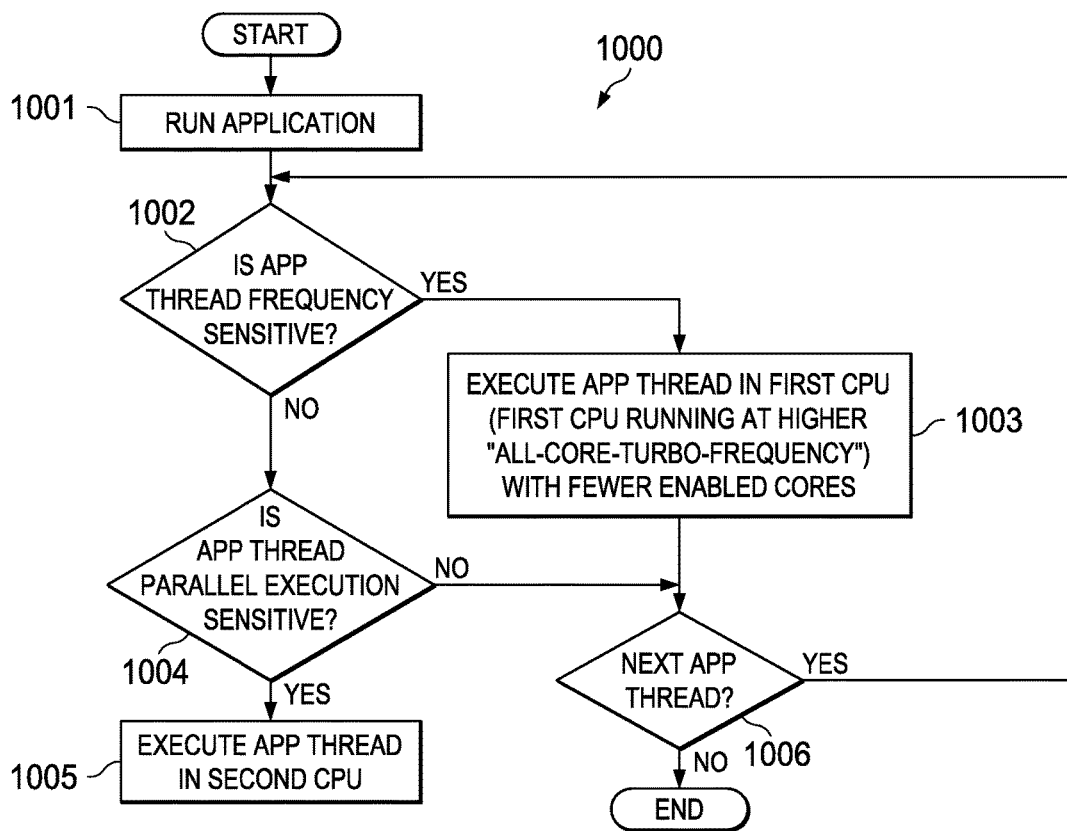 START
1000
1001
RUN APPLICATION
1002
IS APP
THREAD FREQUENCY
SENSITIVE?
YES
NO
EXECUTE APP THREAD IN FIRST CPU
(FIRST CPU RUNNING AT HIGHER
"ALL-CORE-TURBO-FREQUENCY")
WITH FEWER ENABLED CORES
1003
IS
APP THREAD
PARALLEL EXECUTION
SENSITIVE?
NO
1004
YES
EXECUTE APP THREAD
IN SECOND CPU
1005
NEXT APP
THREAD?
YES
1006
NO
END